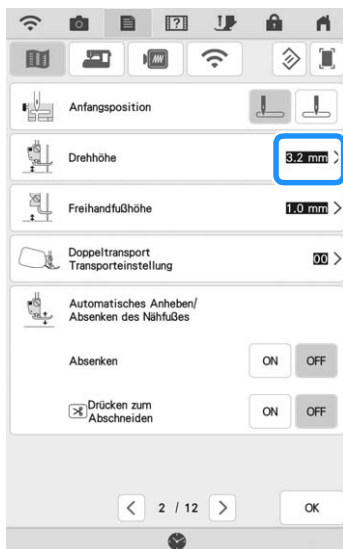 Anfangsposition
Drehhöhe
3.2 mm >
Freihandfußhöhe
1.0 mm >
Doppeltransport
Transporteinstellung
00 >
Automatisches Anheben/
Absenken des Nähfußes
Absenken
ON OFF
Drücken zum
Abschneiden
ON OFF
< 2 / 12 >
OK